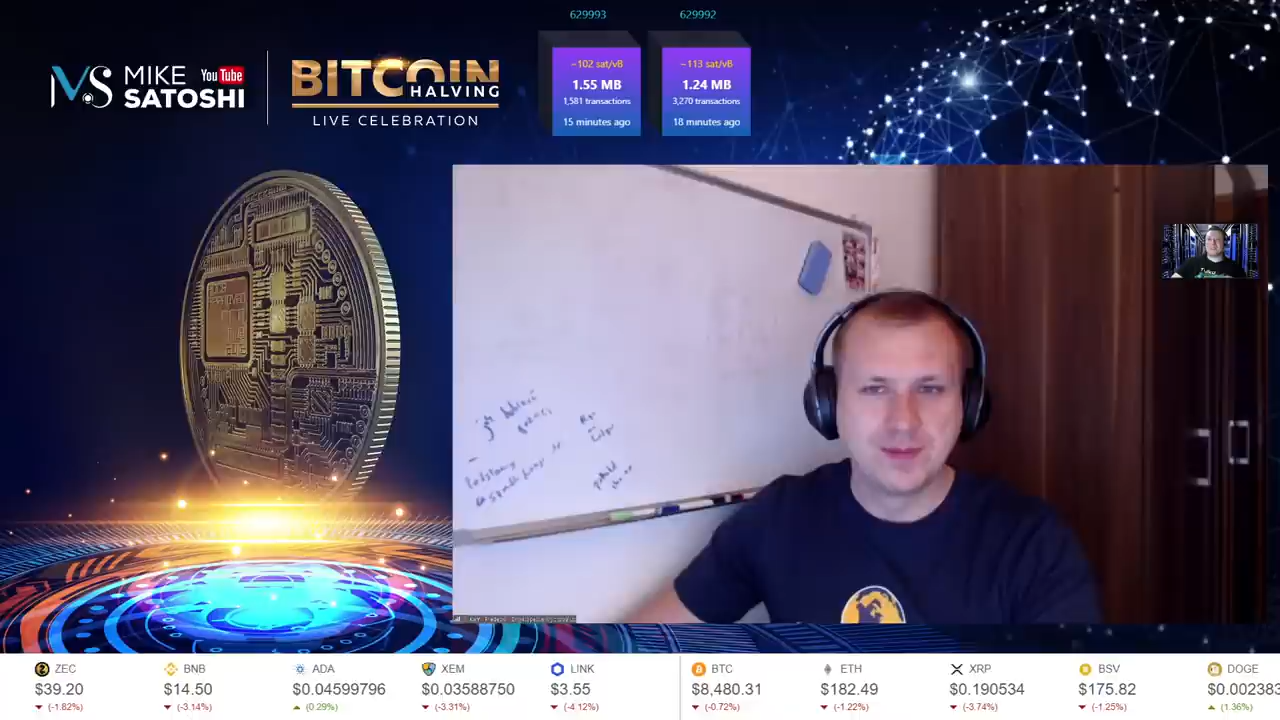 629993
629992
MIKE
YouTube
SATOSHI
BITCOIN
HALVING
LIVE CELEBRATION
~102 sat/vB
1.55 MB
1,581 transactions
15 minutes ago
~113 sat/vB
1.24 MB
3,270 transactions
18 minutes ago
ZEC
$39.20
(-1.82%)
BNB
$14.50
(-3.14%)
ADA
$0.04599796
(0.29%)
XEM
$0.03588750
(-3.31%)
LINK
$3.55
(-4.12%)
BTC
$8,480.31
(-0.72%)
ETH
$182.49
(-1.22%)
XRP
$0.190534
(-3.74%)
BSV
$175.82
(-1.25%)
DOGE
$0.002383
(1.36%)